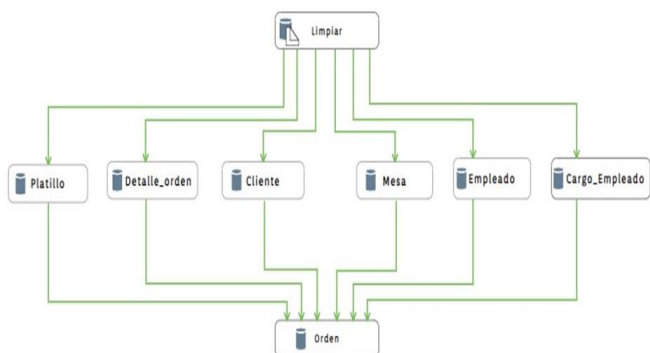 Limpiar
Platillo
Detalle_orden
Cliente
Mesa
Empleado
Cargo_Empleado
Orden